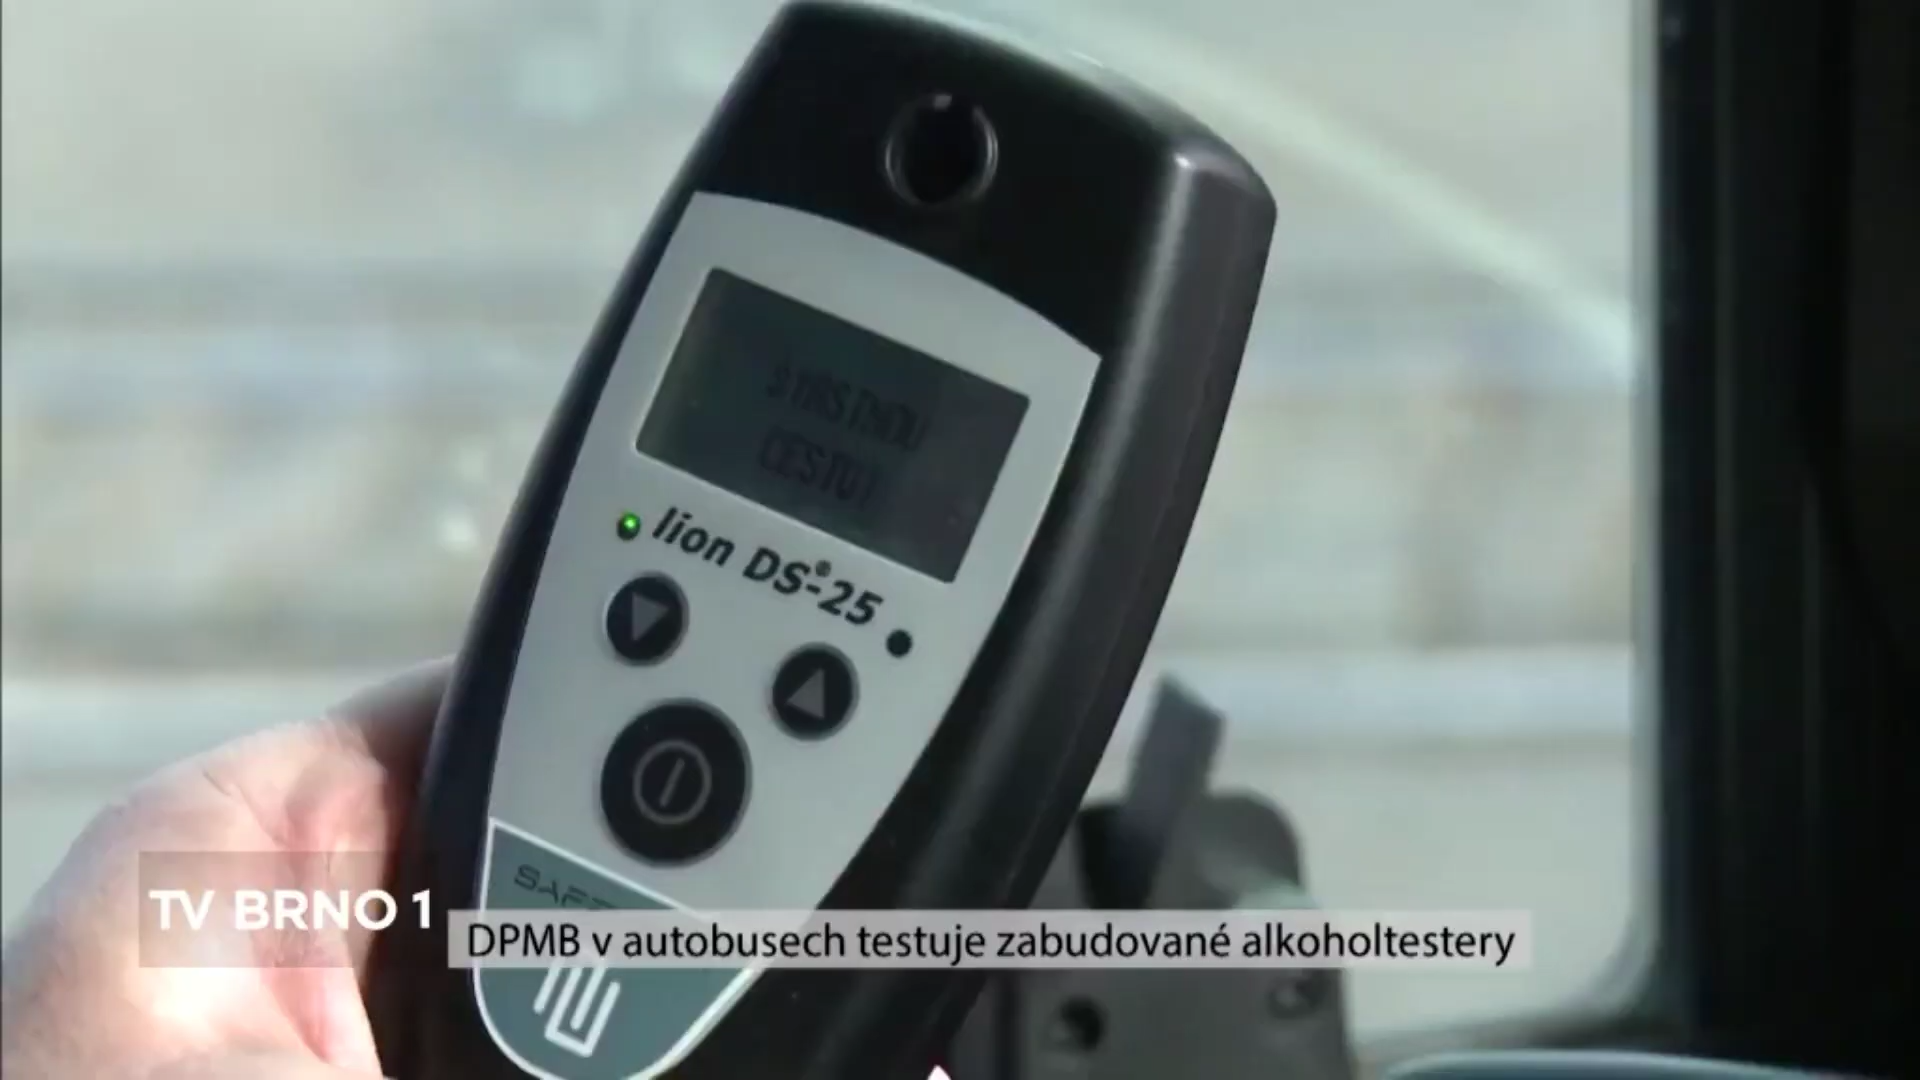 lion DS®-25
TV BRNO 1
DPMB v autobusech testuje zabudované alkoholtestery